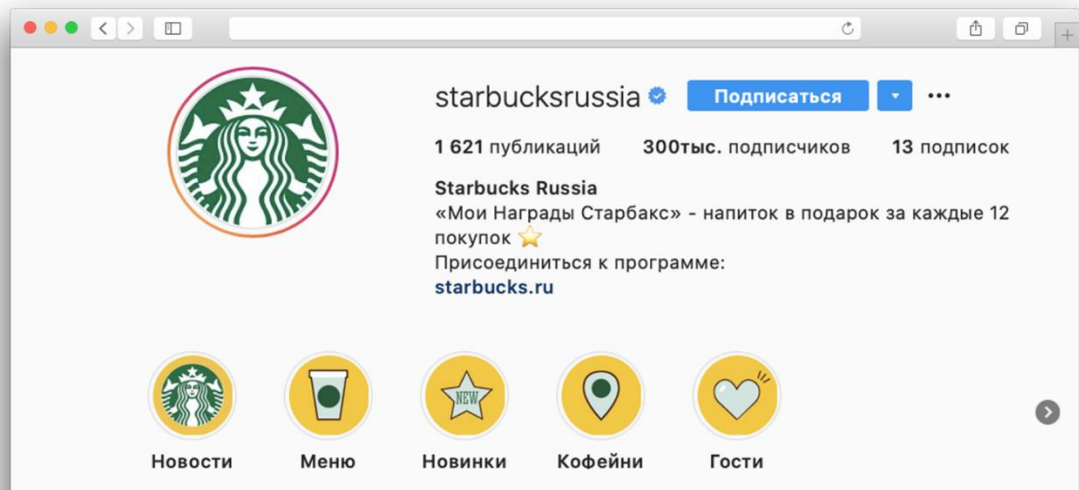 starbucksrussia Подписаться •••
1 621 публикаций 300тыс. подписчиков 13 подписок
Starbucks Russia
«Мои Награды Старбакс» - напиток в подарок за каждые 12
покупок ⭐
Присоединиться к программе:
starbucks.ru
NEW
Новости Меню Новинки Кофейни Гости